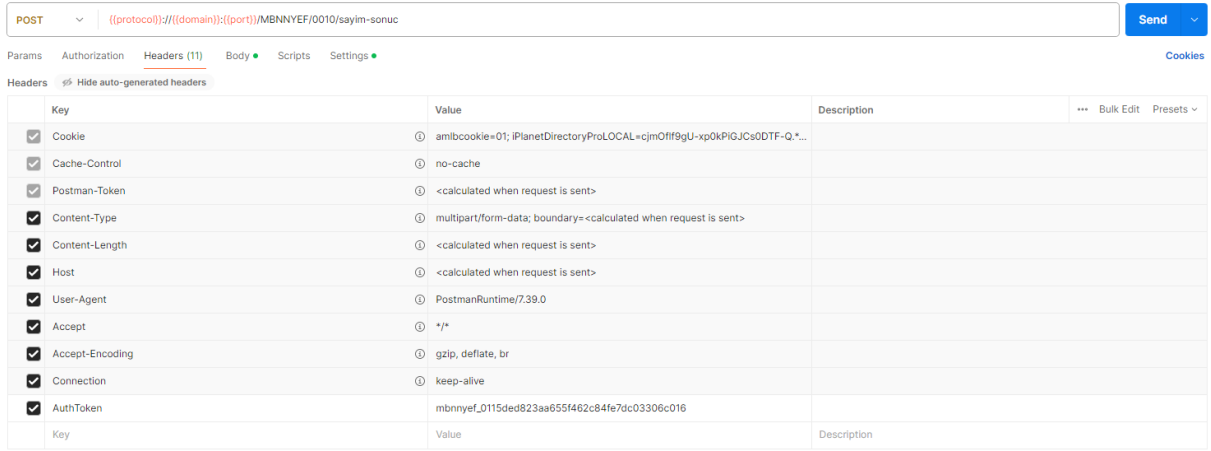 POST {{protocol}}://{{domain}}:{{port}}/MBNNYEF/0010/sayim-sonuc Send
Params Authorization Headers (11) Body Scripts Settings Cookies
Headers Hide auto-generated headers
Key Value Description ••• Bulk Edit Presets
Cookie amlbcookie=01; iPlanetDirectoryProLOCAL=cjmOfIf9gU-xp0kPiGJCs0DTF-Q.*...
Cache-Control no-cache
Postman-Token <calculated when request is sent>
Content-Type multipart/form-data; boundary=<calculated when request is sent>
Content-Length <calculated when request is sent>
Host <calculated when request is sent>
User-Agent PostmanRuntime/7.39.0
Accept */*
Accept-Encoding gzip, deflate, br
Connection keep-alive
AuthToken mbnnyef_0115ded823aa655f462c84fe7dc03306c016
Key Value Description